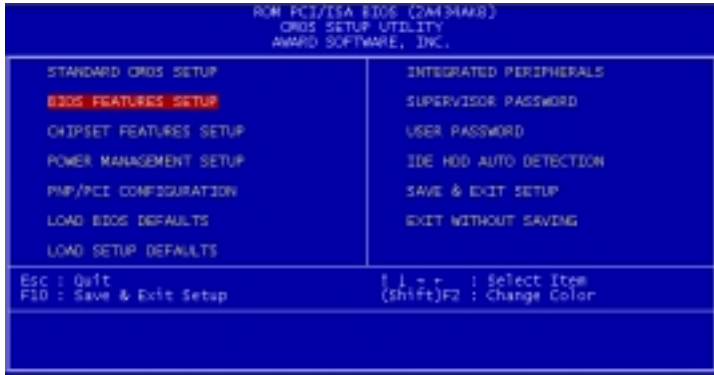 ROM PCI/ISA BIOS (2A434AKB)
CMOS SETUP UTILITY
AWARD SOFTWARE, INC.
STANDARD CMOS SETUP
BIOS FEATURES SETUP
CHIPSET FEATURES SETUP
POWER MANAGEMENT SETUP
PNP/PCI CONFIGURATION
LOAD BIOS DEFAULTS
LOAD SETUP DEFAULTS
INTEGRATED PERIPHERALS
SUPERVISOR PASSWORD
USER PASSWORD
IDE HDD AUTO DETECTION
SAVE & EXIT SETUP
EXIT WITHOUT SAVING
Esc : Quit
F10 : Save & Exit Setup
↑ ↓ → ← : Select Item
(Shift)F2 : Change Color